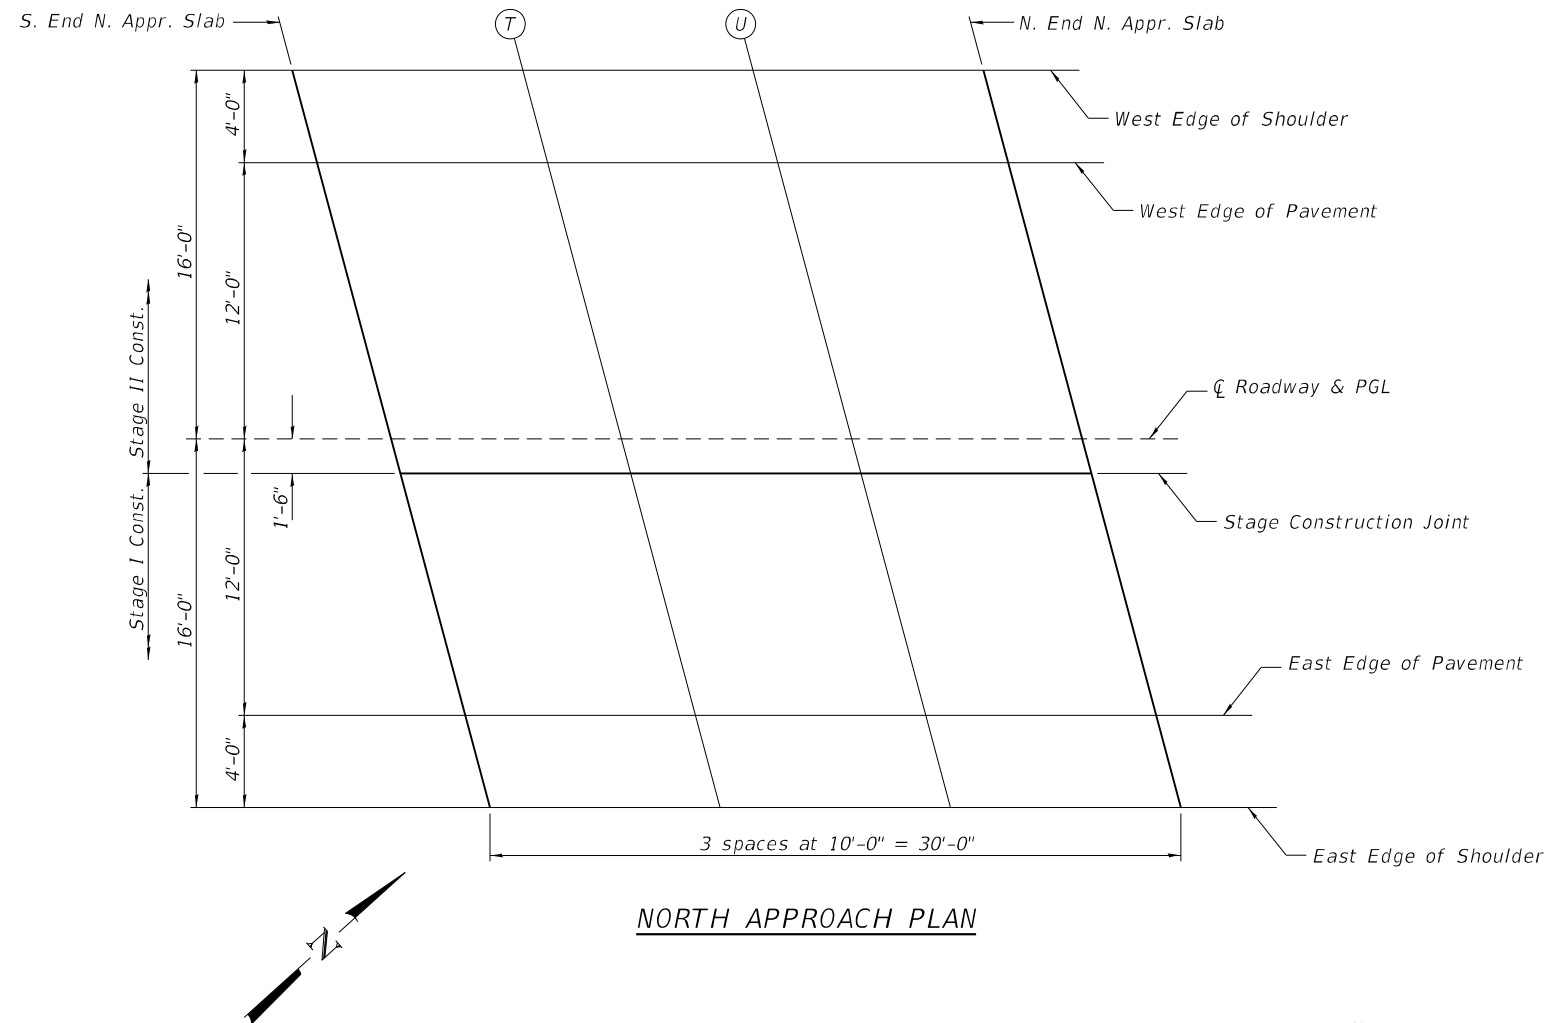 S. End N. Appr. Slab
T
U
N. End N. Appr. Slab
4'-0"
West Edge of Shoulder
West Edge of Pavement
16'-0"
12'-0"
Stage II Const.
℄ Roadway & PGL
1'-6"
Stage Construction Joint
Stage I Const.
12'-0"
16'-0"
East Edge of Pavement
4'-0"
3 spaces at 10'-0" = 30'-0"
East Edge of Shoulder
NORTH APPROACH PLAN
N